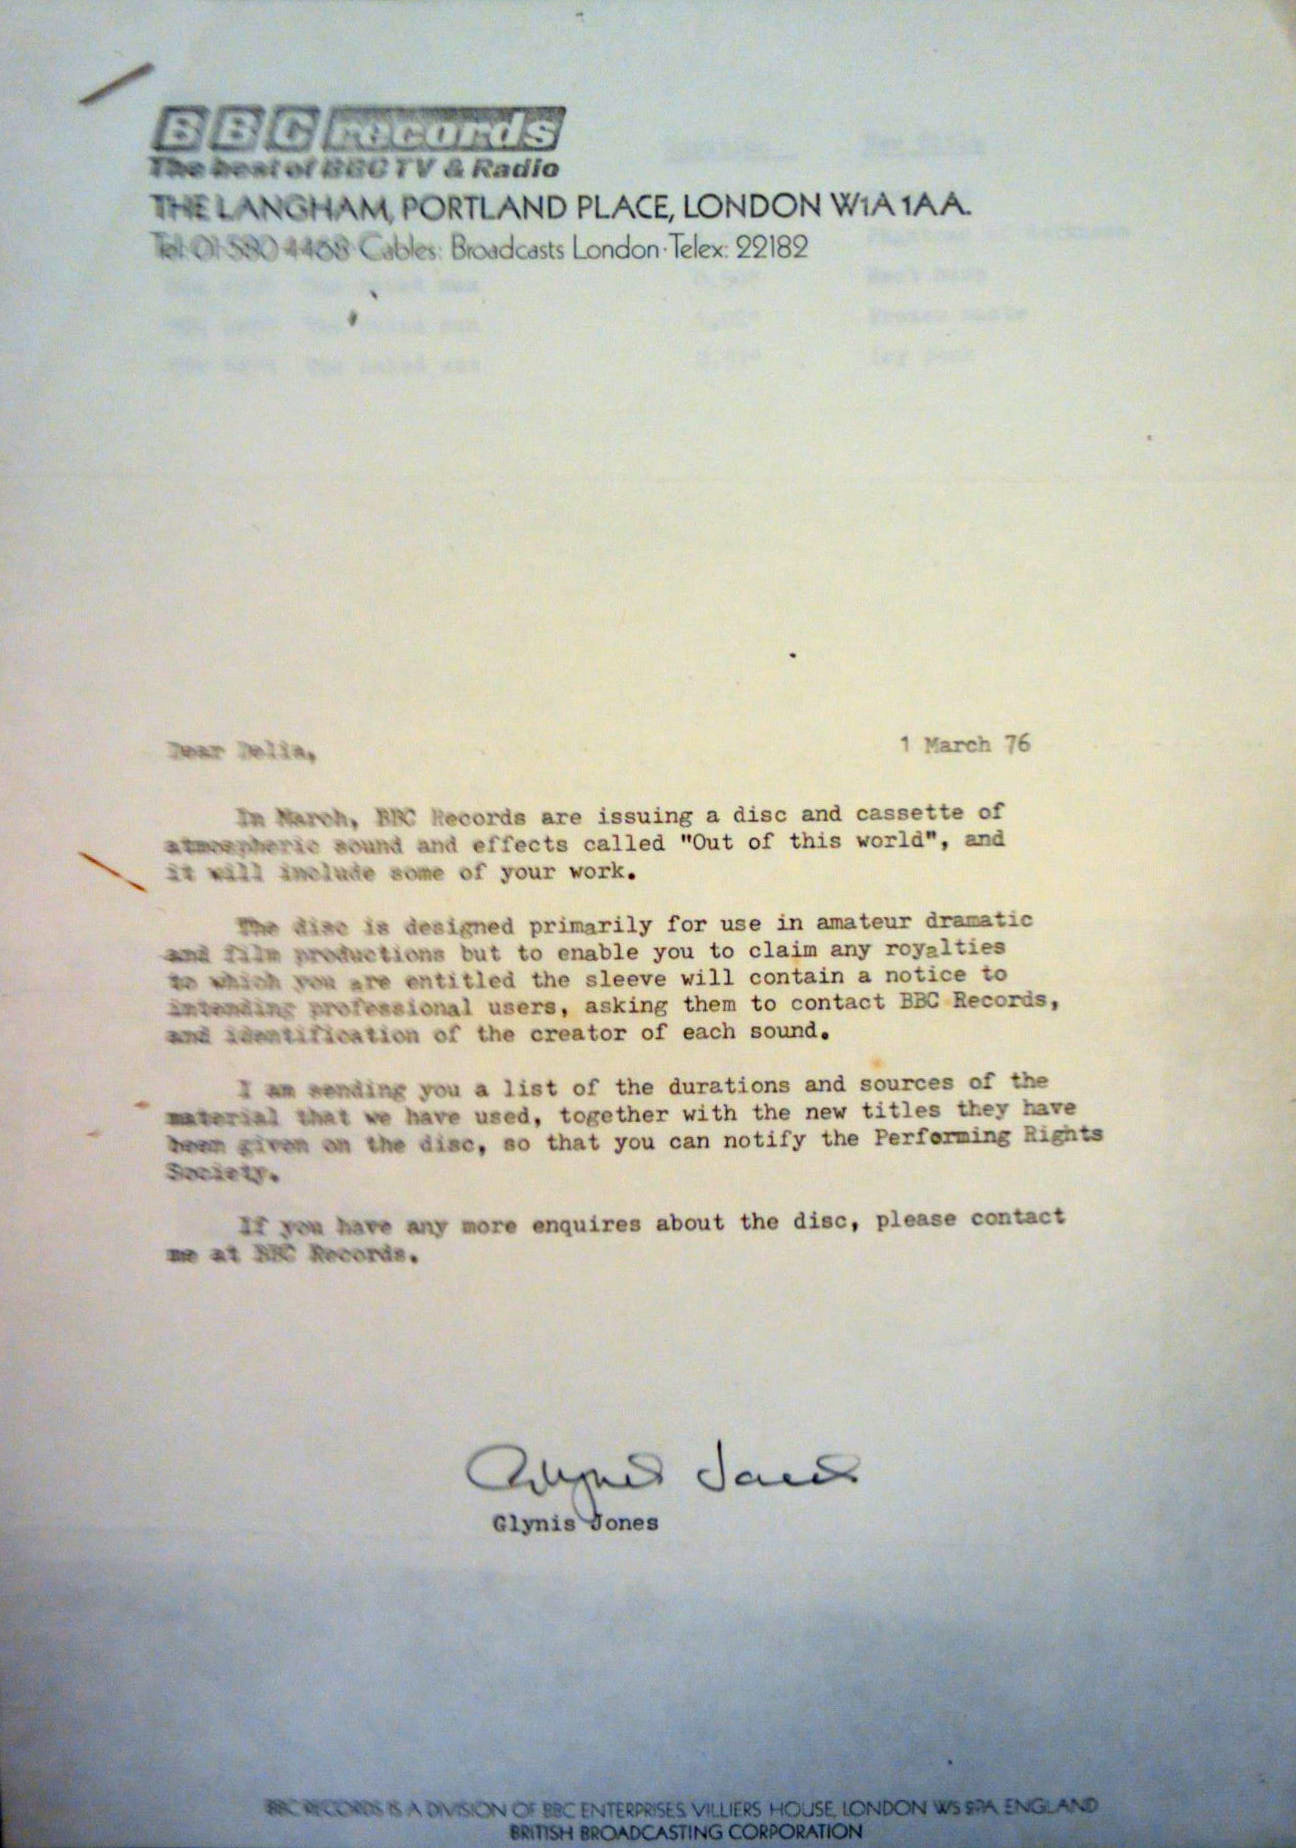 BBC records
The best of BBC TV & Radio
THE LANGHAM, PORTLAND PLACE, LONDON W1A 1AA.
Tel: 01-580 4468 Cables: Broadcasts London · Telex: 22182
Dear Delia,
1 March 76
In March, BBC Records are issuing a disc and cassette of
atmospheric sound and effects called "Out of this world", and
it will include some of your work.
The disc is designed primarily for use in amateur dramatic
and film productions but to enable you to claim any royalties
to which you are entitled the sleeve will contain a notice to
intending professional users, asking them to contact BBC Records,
and identification of the creator of each sound.
I am sending you a list of the durations and sources of the
material that we have used, together with the new titles they have
been given on the disc, so that you can notify the Performing Rights
Society.
If you have any more enquires about the disc, please contact
me at BBC Records.
Glynis Jones
Glynis Jones
BBC RECORDS IS A DIVISION OF BBC ENTERPRISES, VILLIERS HOUSE, LONDON W5 2PA ENGLAND
BRITISH BROADCASTING CORPORATION